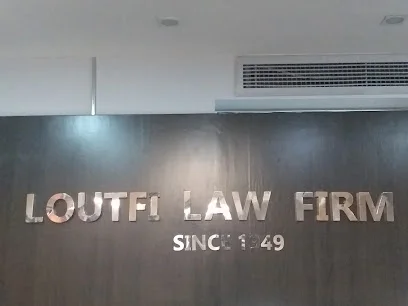 LOUTFI LAW FIRM
SINCE 1949